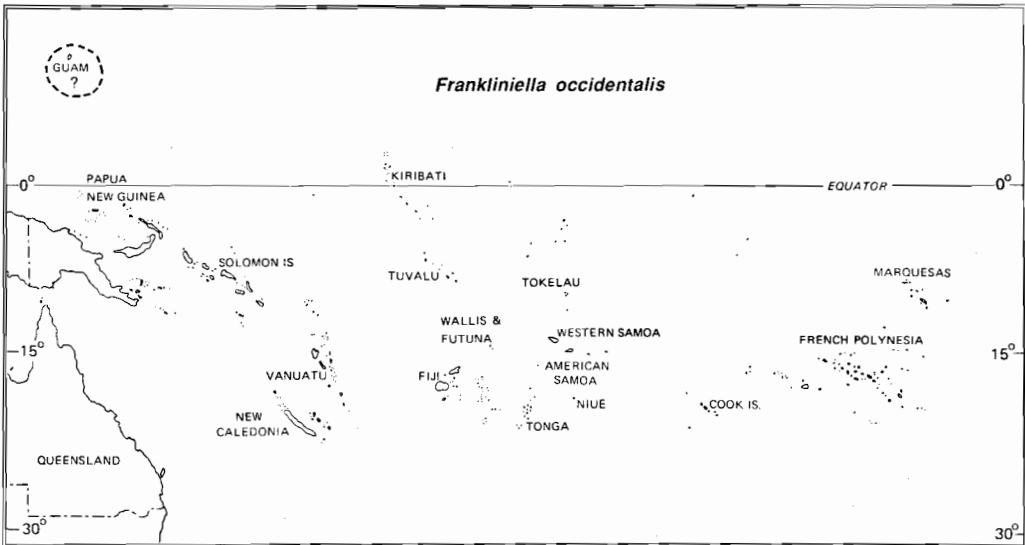 GUAM
?
Frankliniella occidentalis
PAPUA
NEW GUINEA
KIRIBATI
0°
EQUATOR
0°
SOLOMON IS
TUVALU
TOKELAU
MARQUESAS
WALLIS &
FUTUNA
WESTERN SAMOA
FRENCH POLYNESIA
15°
15°
VANUATU
FIJI
AMERICAN
SAMOA
NEW
CALEDONIA
NIUE
COOK IS.
TONGA
QUEENSLAND
30°
30°